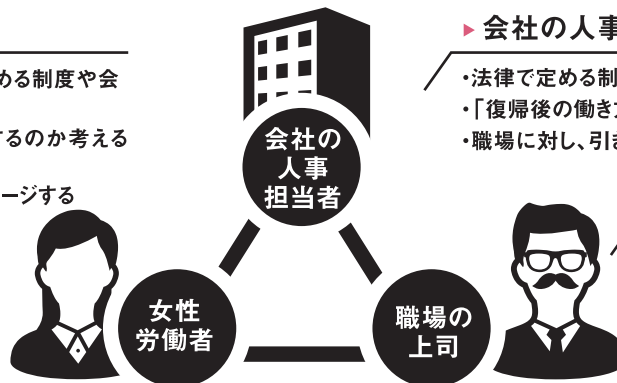 める制度や会
するのか考える
ージする
▶会社の人事
・法律で定める制
・「復帰後の働き
・職場に対し、引
会社の
人事
担当者
女性
労働者
職場の
上司